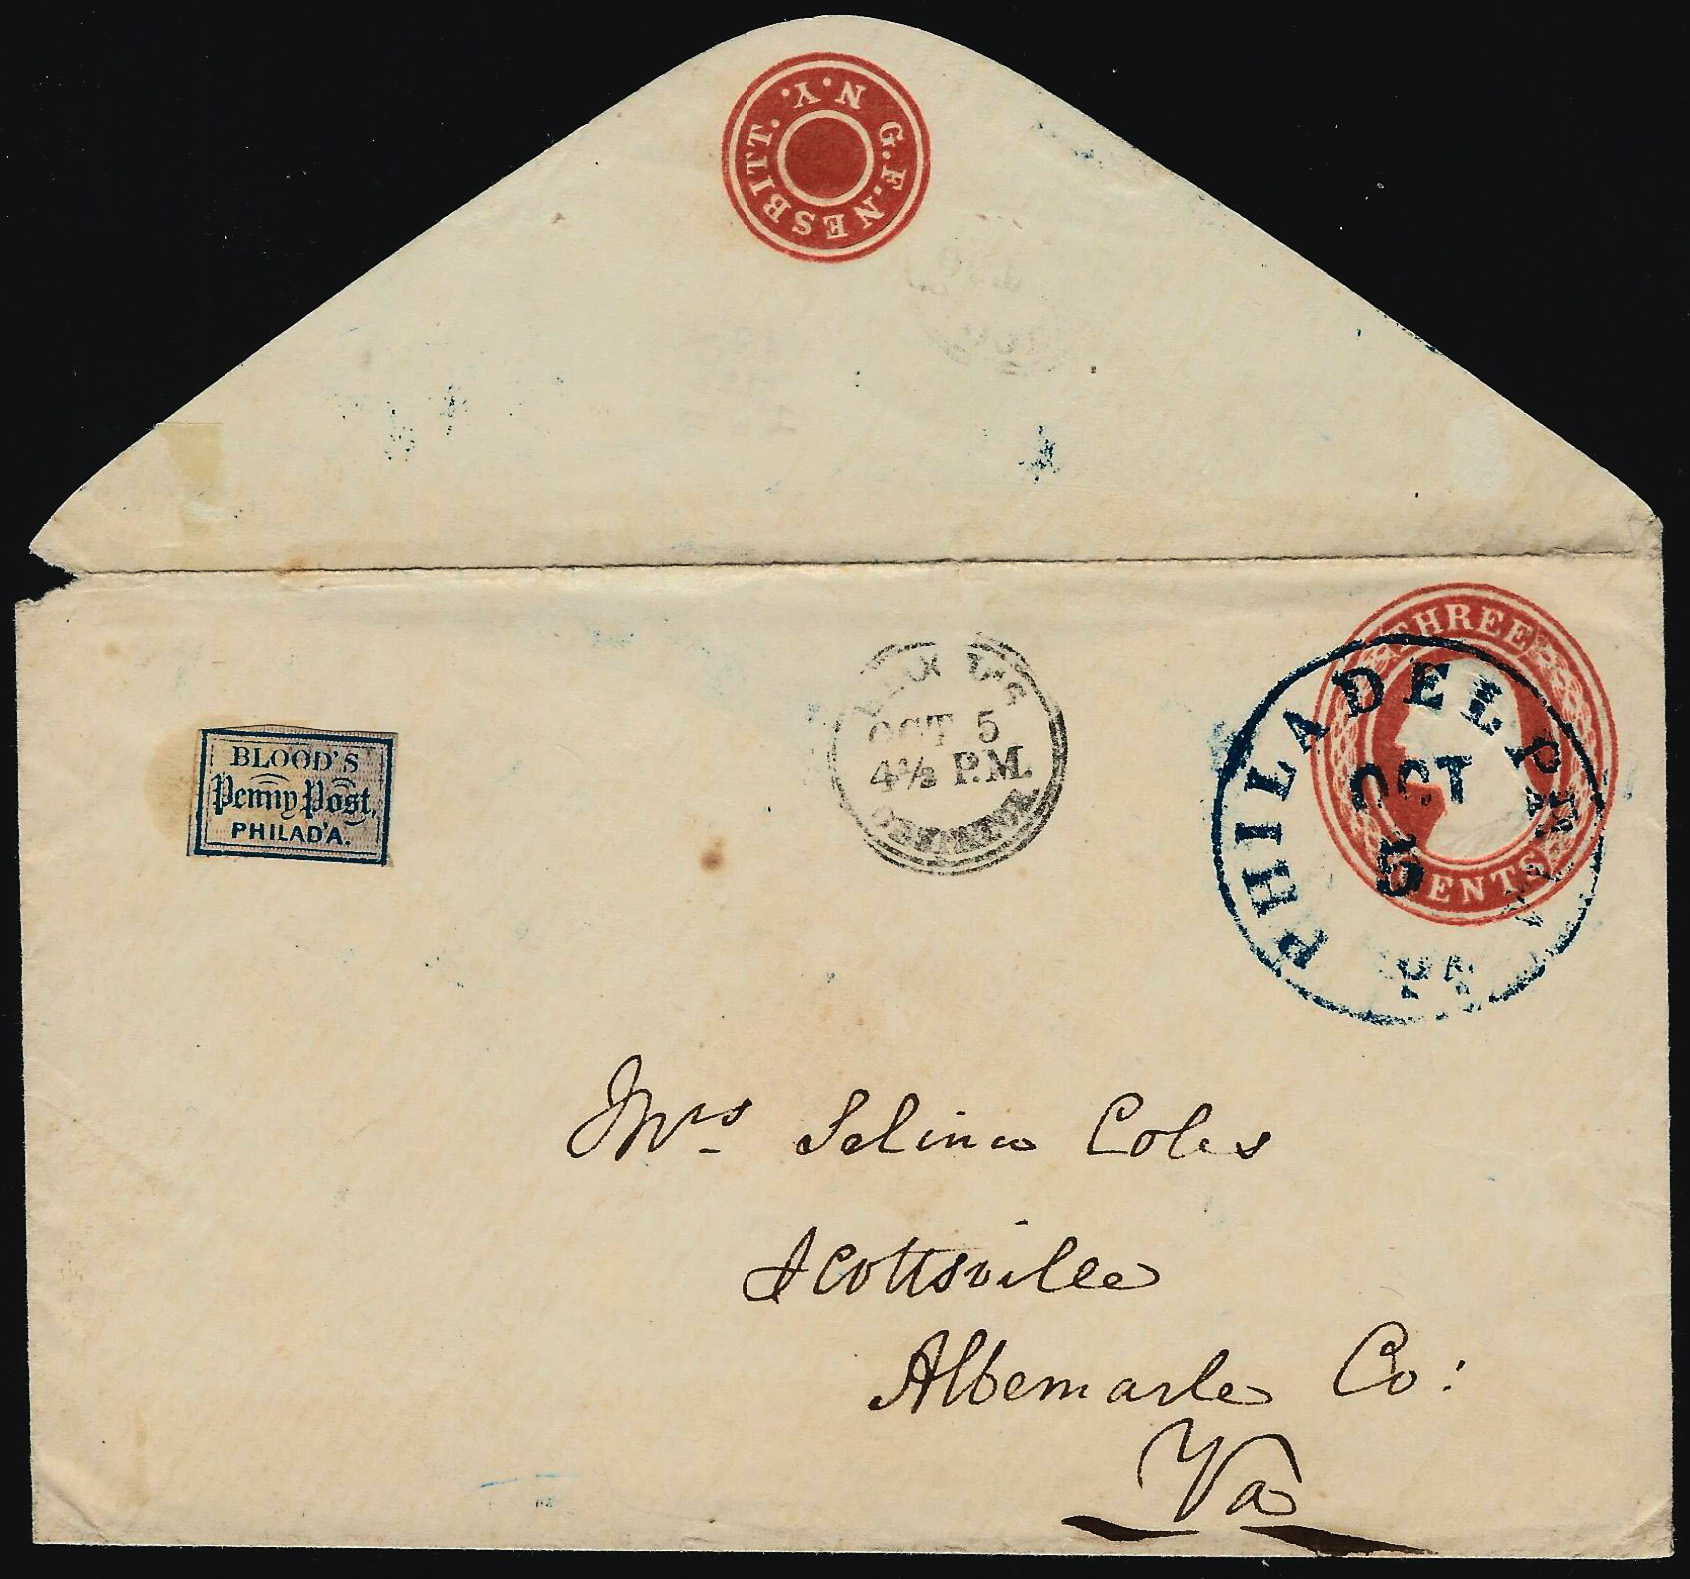 G.F.NESBITT. N.Y.
THREE
CENTS
BLOOD'S
Penny Post,
PHILAD'A.
OCT 5
4½ P.M.
PHILADELPHIA
OCT
5
Mrs Selina Coles
Scottsville
Albemarle Co:
Va